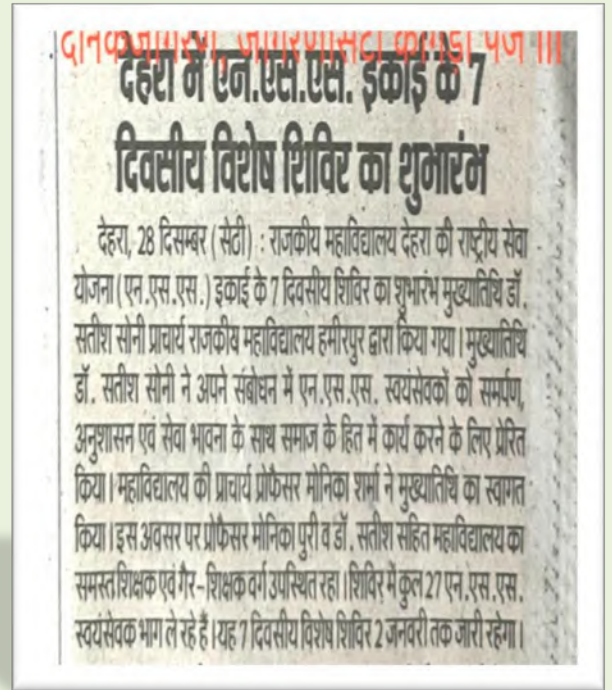 दैनिक जागरण, जागरण सिटी कांगड़ा पेज III
देहरा में एन.एस.एस. इकाई के 7
दिवसीय विशेष शिविर का शुभारंभ
देहरा, 28 दिसम्बर (सेठी) : राजकीय महाविद्यालय देहरा की राष्ट्रीय सेवा
योजना (एन.एस.एस.) इकाई के 7 दिवसीय शिविर का शुभारंभ मुख्यातिथि डॉ.
सतीश सोनी प्राचार्य राजकीय महाविद्यालय हमीरपुर द्वारा किया गया। मुख्यातिथि
डॉ. सतीश सोनी ने अपने संबोधन में एन.एस.एस. स्वयंसेवकों को समर्पण,
अनुशासन एवं सेवा भावना के साथ समाज के हित में कार्य करने के लिए प्रेरित
किया। महाविद्यालय की प्राचार्य प्रोफैसर मोनिका शर्मा ने मुख्यातिथि का स्वागत
किया। इस अवसर पर प्रोफैसर मोनिका पुरी व डॉ. सतीश सहित महाविद्यालय का
समस्त शिक्षक एवं गैर-शिक्षक वर्ग उपस्थित रहा। शिविर में कुल 27 एन.एस.एस.
स्वयंसेवक भाग ले रहे हैं। यह 7 दिवसीय विशेष शिविर 2 जनवरी तक जारी रहेगा।